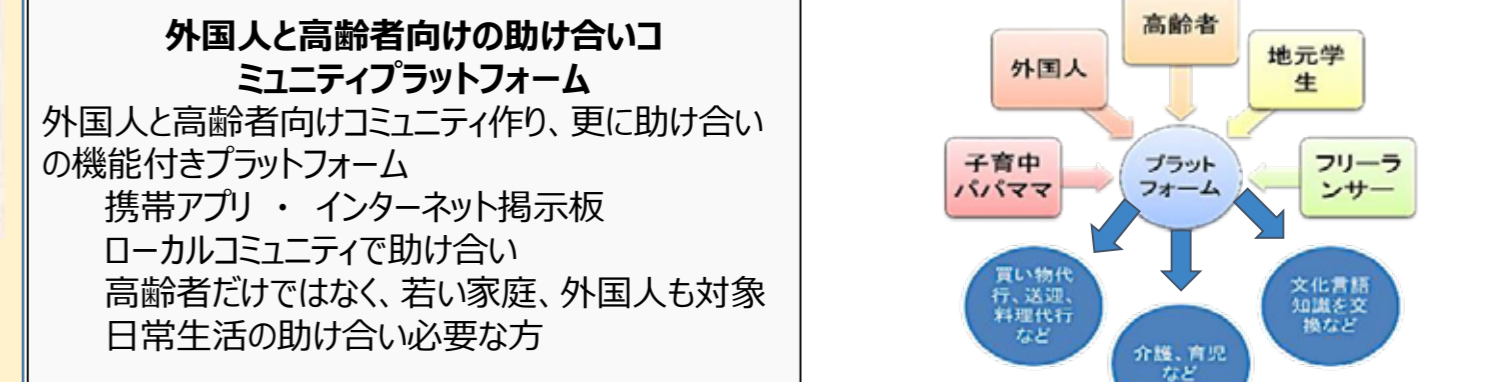 外国人と高齢者向けの助け合いコ
ミュニティプラットフォーム
外国人と高齢者向けコミュニティ作り、更に助け合い
の機能付きプラットフォーム
携帯アプリ ・ インターネット掲示板
ローカルコミュニティで助け合い
高齢者だけではなく、若い家庭、外国人も対象
日常生活の助け合い必要な方
高齢者
外国人
地元学
生
子育中
パパママ
プラット
フォーム
フリーラ
ンサー
買い物代
行、送迎、
料理代行
など
文化言語
知識を交
換など
介護、育児
など